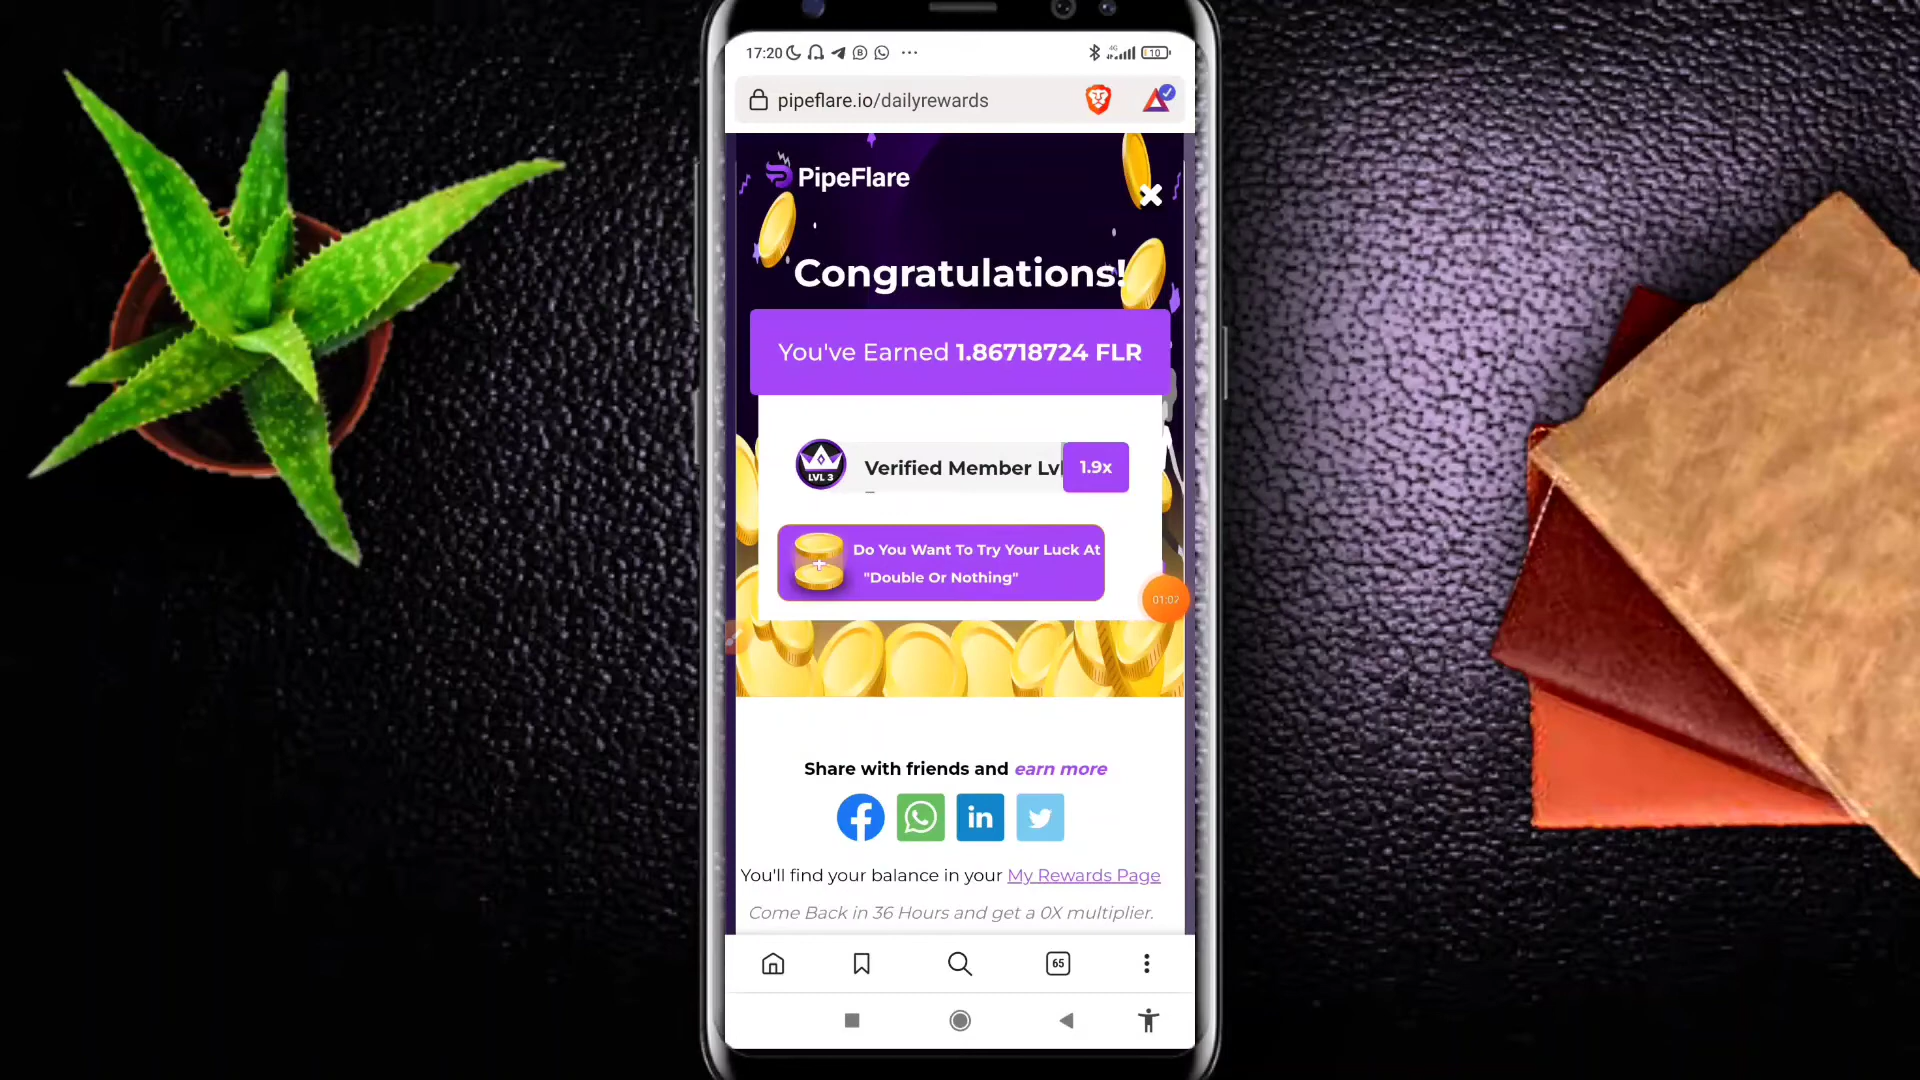 17:20
4G
10
pipeflare.io/dailyrewards
PipeFlare
Congratulations!
You've Earned 1.86718724 FLR
LVL 3
Verified Member Lvl
1.9x
Do You Want To Try Your Luck At
"Double Or Nothing"
01:02
Share with friends and earn more
You'll find your balance in your My Rewards Page
Come Back in 36 Hours and get a 0X multiplier.
65